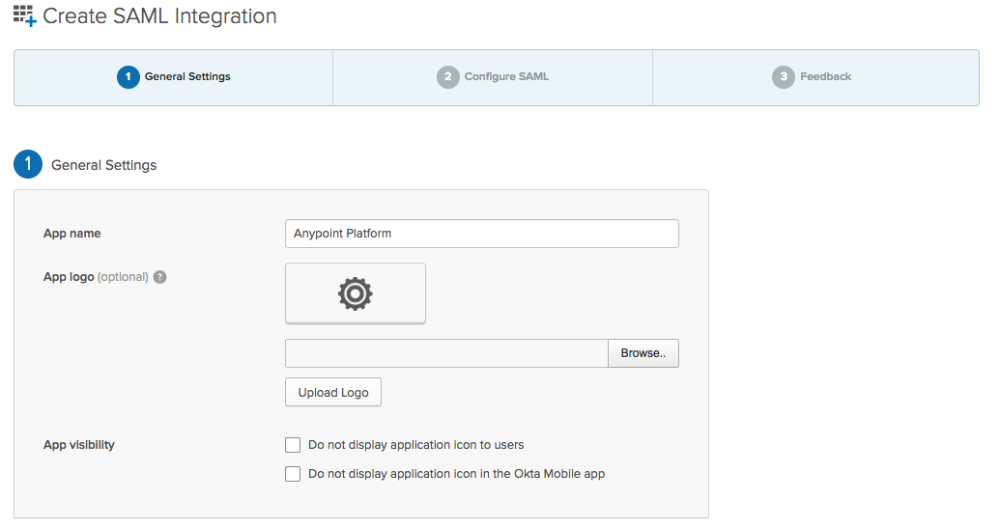 Create SAML Integration
1 General Settings
2 Configure SAML
3 Feedback
1 General Settings
App name
Anypoint Platform
App logo (optional) ?
Browse..
Upload Logo
App visibility
Do not display application icon to users
Do not display application icon in the Okta Mobile app